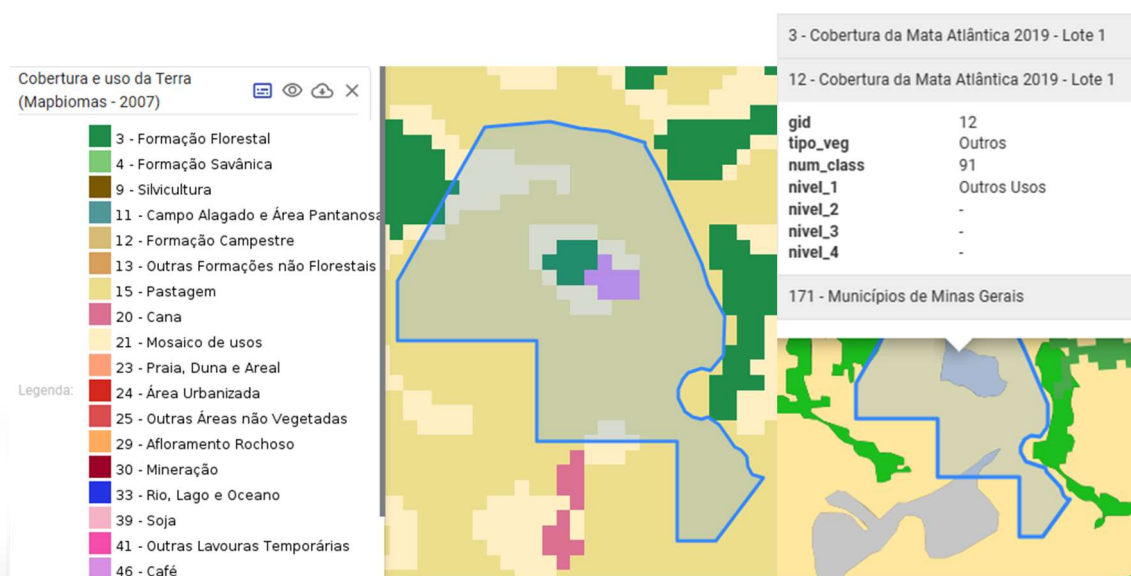 Cobertura e uso da Terra
(Mapbiomas - 2007)
Legenda:
3 - Formação Florestal
4 - Formação Savânica
9 - Silvicultura
11 - Campo Alagado e Área Pantanosa
12 - Formação Campestre
13 - Outras Formações não Florestais
15 - Pastagem
20 - Cana
21 - Mosaico de usos
23 - Praia, Duna e Areal
24 - Área Urbanizada
25 - Outras Áreas não Vegetadas
29 - Afloramento Rochoso
30 - Mineração
33 - Rio, Lago e Oceano
39 - Soja
41 - Outras Lavouras Temporárias
46 - Café
3 - Cobertura da Mata Atlântica 2019 - Lote 1
12 - Cobertura da Mata Atlântica 2019 - Lote 1
gid 12
tipo_veg Outros
num_class 91
nivel_1 Outros Usos
nivel_2 -
nivel_3 -
nivel_4 -
171 - Municípios de Minas Gerais